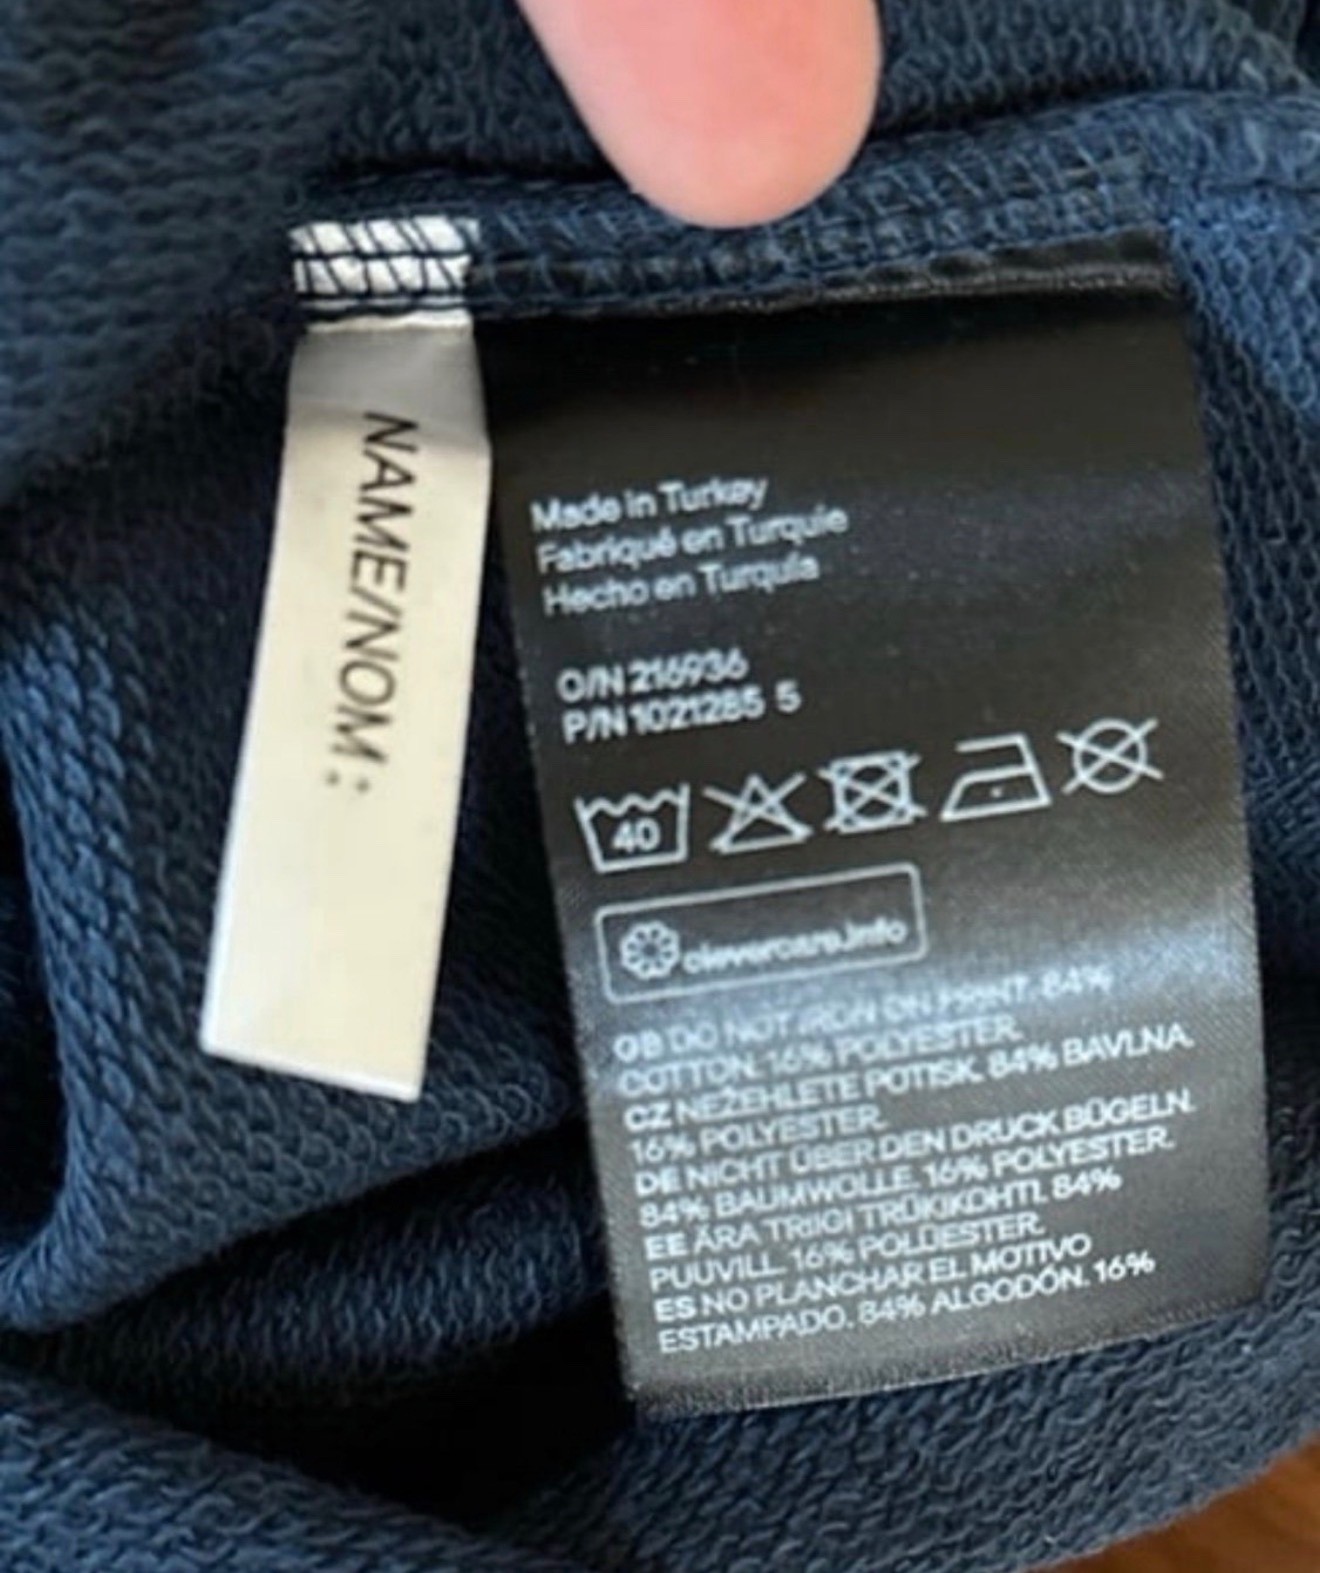 NAME/NOM:
Made in Turkey
Fabriqué en Turquie
Hecho en Turquía
O/N 216936
P/N 1021285 5
40
clevercare.info
GB DO NOT IRON ON PRINT. 84%
COTTON. 16% POLYESTER.
CZ NEŽEHLETE POTISK. 84% BAVLNA.
16% POLYESTER.
DE NICHT ÜBER DEN DRUCK BÜGELN.
84% BAUMWOLLE. 16% POLYESTER.
EE ÄRA TRIIGI TRÜKIKOHTI. 84%
PUUVILL. 16% POLÜESTER.
ES NO PLANCHAR EL MOTIVO
ESTAMPADO. 84% ALGODÓN. 16%